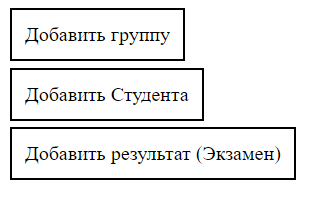 Добавить группу
Добавить Студента
Добавить результат (Экзамен)